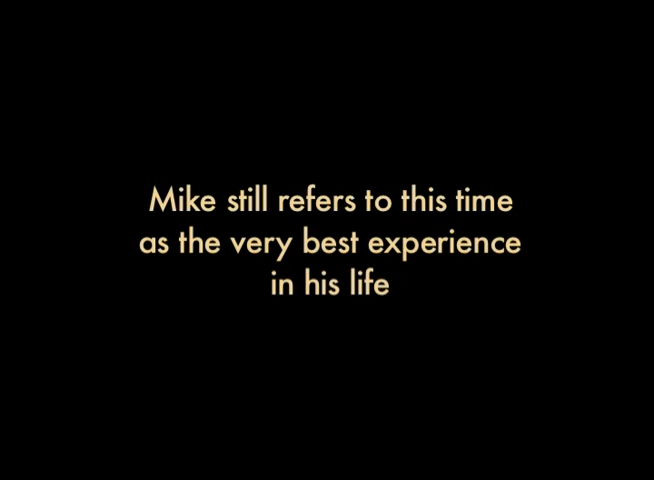 Mike still refers to this time
as the very best experience
in his life